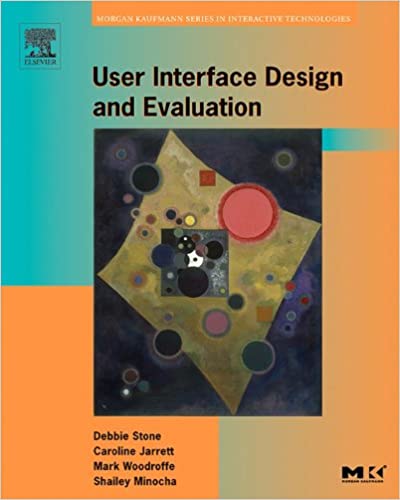 MORGAN KAUFMANN SERIES IN INTERACTIVE TECHNOLOGIES
ELSEVIER
User Interface Design
and Evaluation
Debbie Stone
Caroline Jarrett
Mark Woodroffe
Shailey Minocha
MK
MORGAN KAUFMANN